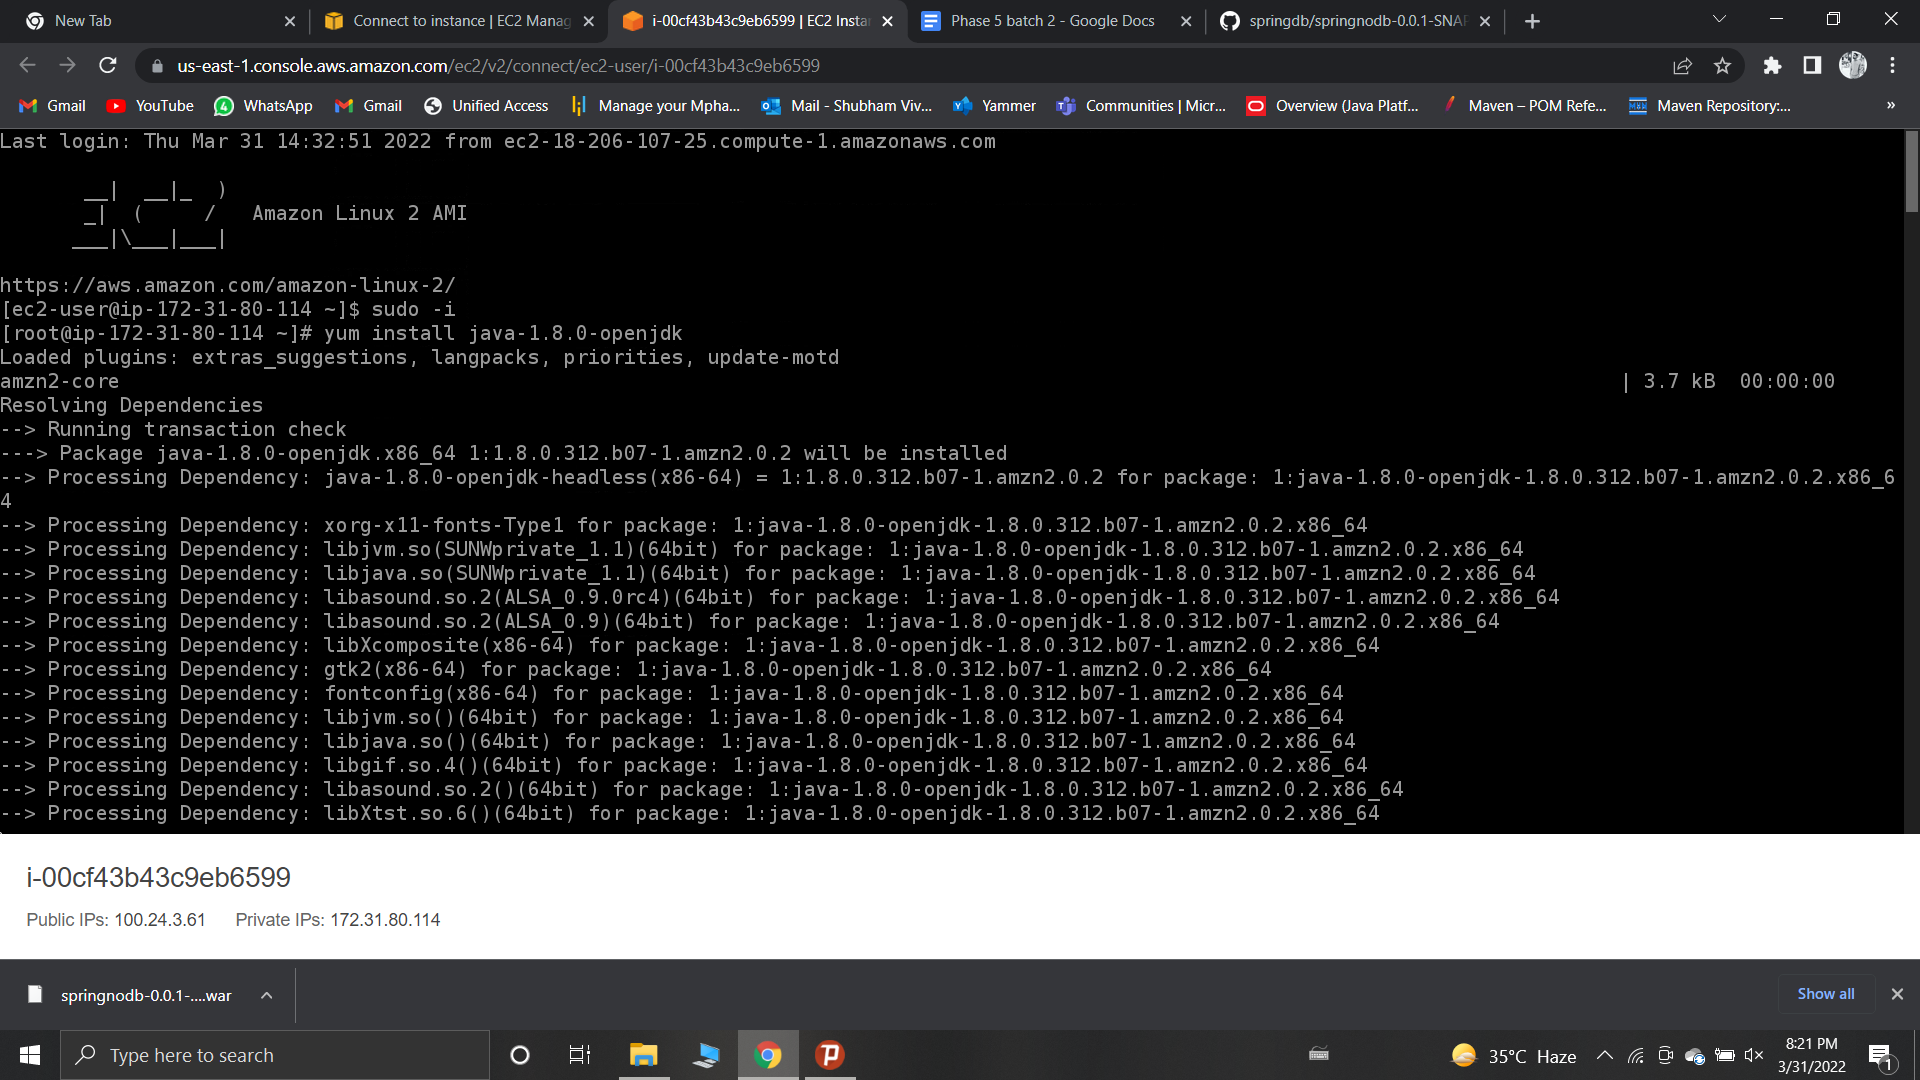 New Tab
Connect to instance | EC2 Manag
i-00cf43b43c9eb6599 | EC2 Insta
Phase 5 batch 2 - Google Docs
springdb/springnodb-0.0.1-SNAP
us-east-1.console.aws.amazon.com/ec2/v2/connect/ec2-user/i-00cf43b43c9eb6599
Gmail YouTube WhatsApp Gmail Unified Access Manage your Mpha... Mail - Shubham Viv... Yammer Communities | Micr... Overview (Java Platf... Maven – POM Refe... Maven Repository:... »
Last login: Thu Mar 31 14:32:51 2022 from ec2-18-206-107-25.compute-1.amazonaws.com
__|  __|_  )
_|  (     /   Amazon Linux 2 AMI
___|\___|___|
https://aws.amazon.com/amazon-linux-2/
[ec2-user@ip-172-31-80-114 ~]$ sudo -i
[root@ip-172-31-80-114 ~]# yum install java-1.8.0-openjdk
Loaded plugins: extras_suggestions, langpacks, priorities, update-motd
amzn2-core | 3.7 kB 00:00:00
Resolving Dependencies
--> Running transaction check
---> Package java-1.8.0-openjdk.x86_64 1:1.8.0.312.b07-1.amzn2.0.2 will be installed
--> Processing Dependency: java-1.8.0-openjdk-headless(x86-64) = 1:1.8.0.312.b07-1.amzn2.0.2 for package: 1:java-1.8.0-openjdk-1.8.0.312.b07-1.amzn2.0.2.x86_6
4
--> Processing Dependency: xorg-x11-fonts-Type1 for package: 1:java-1.8.0-openjdk-1.8.0.312.b07-1.amzn2.0.2.x86_64
--> Processing Dependency: libjvm.so(SUNWprivate_1.1)(64bit) for package: 1:java-1.8.0-openjdk-1.8.0.312.b07-1.amzn2.0.2.x86_64
--> Processing Dependency: libjava.so(SUNWprivate_1.1)(64bit) for package: 1:java-1.8.0-openjdk-1.8.0.312.b07-1.amzn2.0.2.x86_64
--> Processing Dependency: libasound.so.2(ALSA_0.9.0rc4)(64bit) for package: 1:java-1.8.0-openjdk-1.8.0.312.b07-1.amzn2.0.2.x86_64
--> Processing Dependency: libasound.so.2(ALSA_0.9)(64bit) for package: 1:java-1.8.0-openjdk-1.8.0.312.b07-1.amzn2.0.2.x86_64
--> Processing Dependency: libXcomposite(x86-64) for package: 1:java-1.8.0-openjdk-1.8.0.312.b07-1.amzn2.0.2.x86_64
--> Processing Dependency: gtk2(x86-64) for package: 1:java-1.8.0-openjdk-1.8.0.312.b07-1.amzn2.0.2.x86_64
--> Processing Dependency: fontconfig(x86-64) for package: 1:java-1.8.0-openjdk-1.8.0.312.b07-1.amzn2.0.2.x86_64
--> Processing Dependency: libjvm.so()(64bit) for package: 1:java-1.8.0-openjdk-1.8.0.312.b07-1.amzn2.0.2.x86_64
--> Processing Dependency: libjava.so()(64bit) for package: 1:java-1.8.0-openjdk-1.8.0.312.b07-1.amzn2.0.2.x86_64
--> Processing Dependency: libgif.so.4()(64bit) for package: 1:java-1.8.0-openjdk-1.8.0.312.b07-1.amzn2.0.2.x86_64
--> Processing Dependency: libasound.so.2()(64bit) for package: 1:java-1.8.0-openjdk-1.8.0.312.b07-1.amzn2.0.2.x86_64
--> Processing Dependency: libXtst.so.6()(64bit) for package: 1:java-1.8.0-openjdk-1.8.0.312.b07-1.amzn2.0.2.x86_64
i-00cf43b43c9eb6599
Public IPs: 100.24.3.61 Private IPs: 172.31.80.114
springnodb-0.0.1-....war
Show all
Type here to search
35°C Haze
8:21 PM
3/31/2022
1